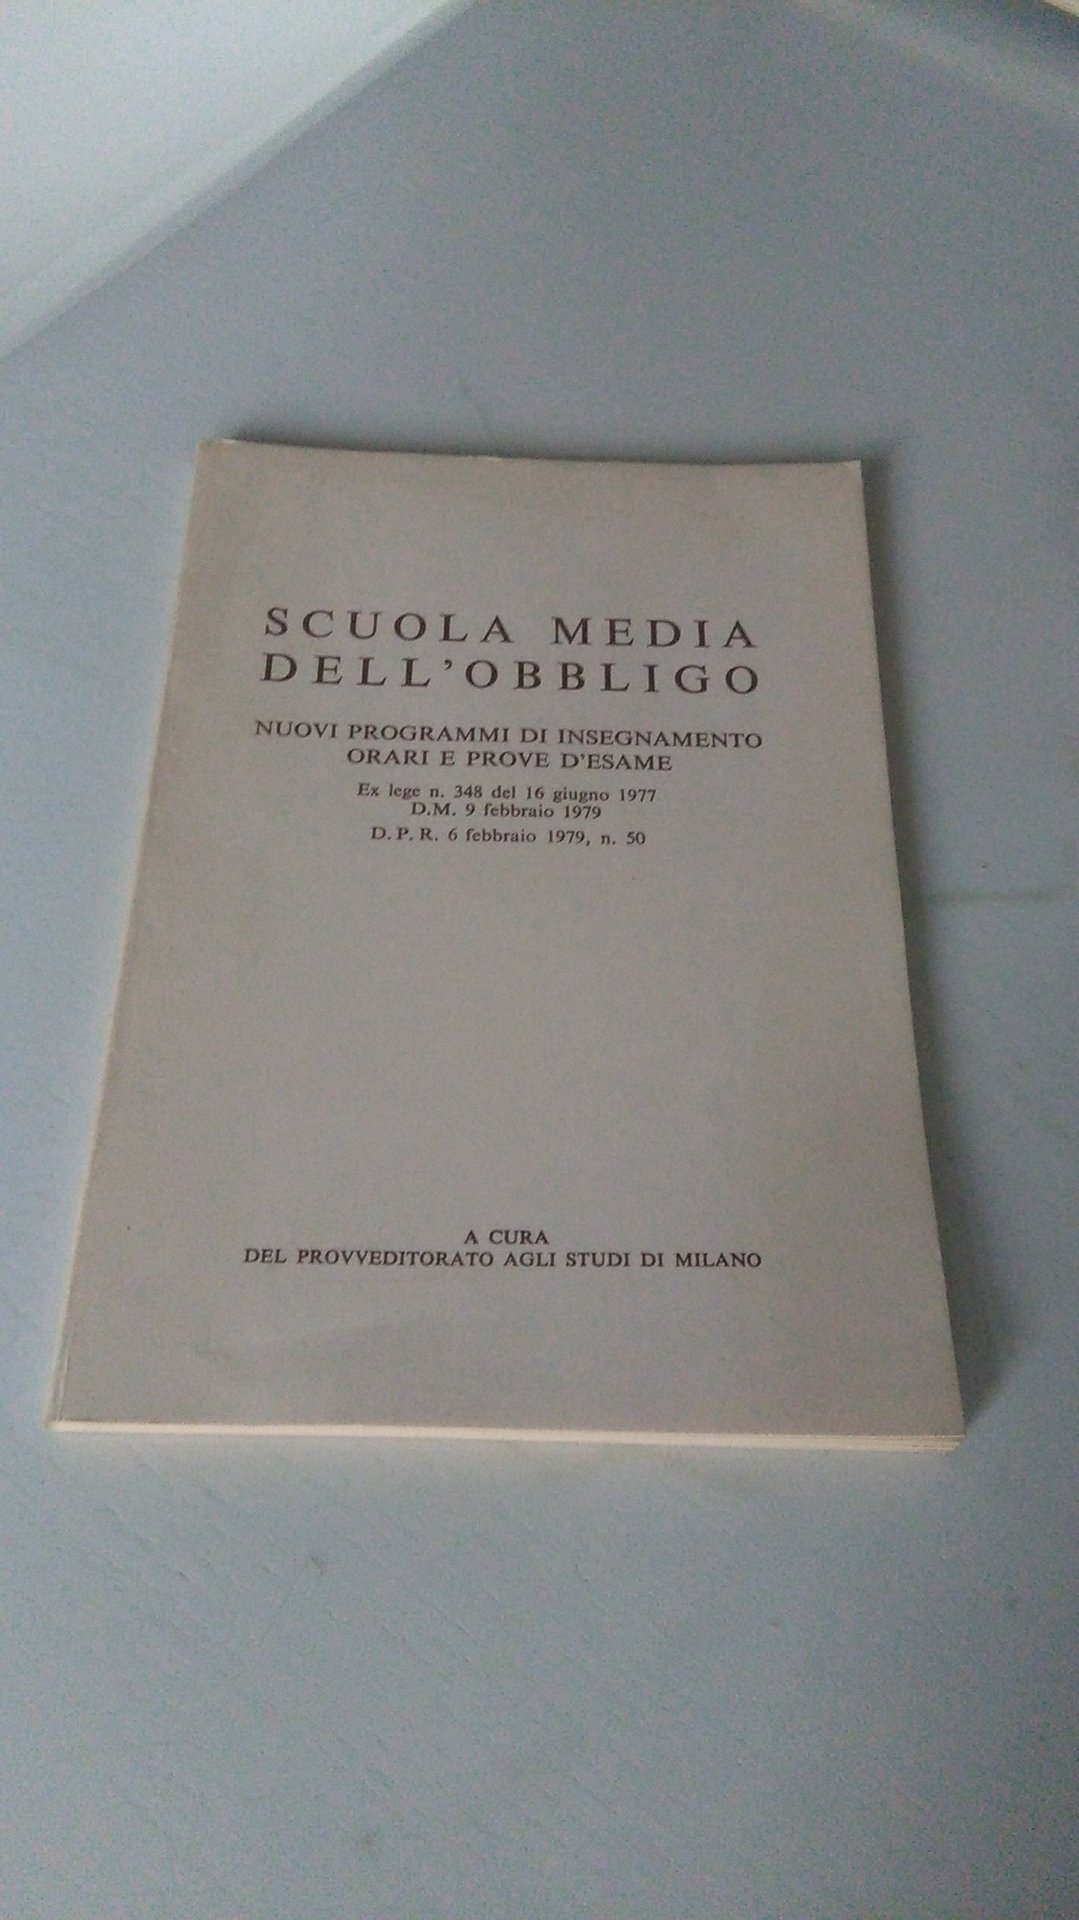 SCUOLA MEDIA
DELL'OBBLIGO
NUOVI PROGRAMMI DI INSEGNAMENTO
ORARI E PROVE D'ESAME
Ex lege n. 348 del 16 giugno 1977
D.M. 9 febbraio 1979
D.P.R. 6 febbraio 1979, n. 50
A CURA
DEL PROVVEDITORATO AGLI STUDI DI MILANO